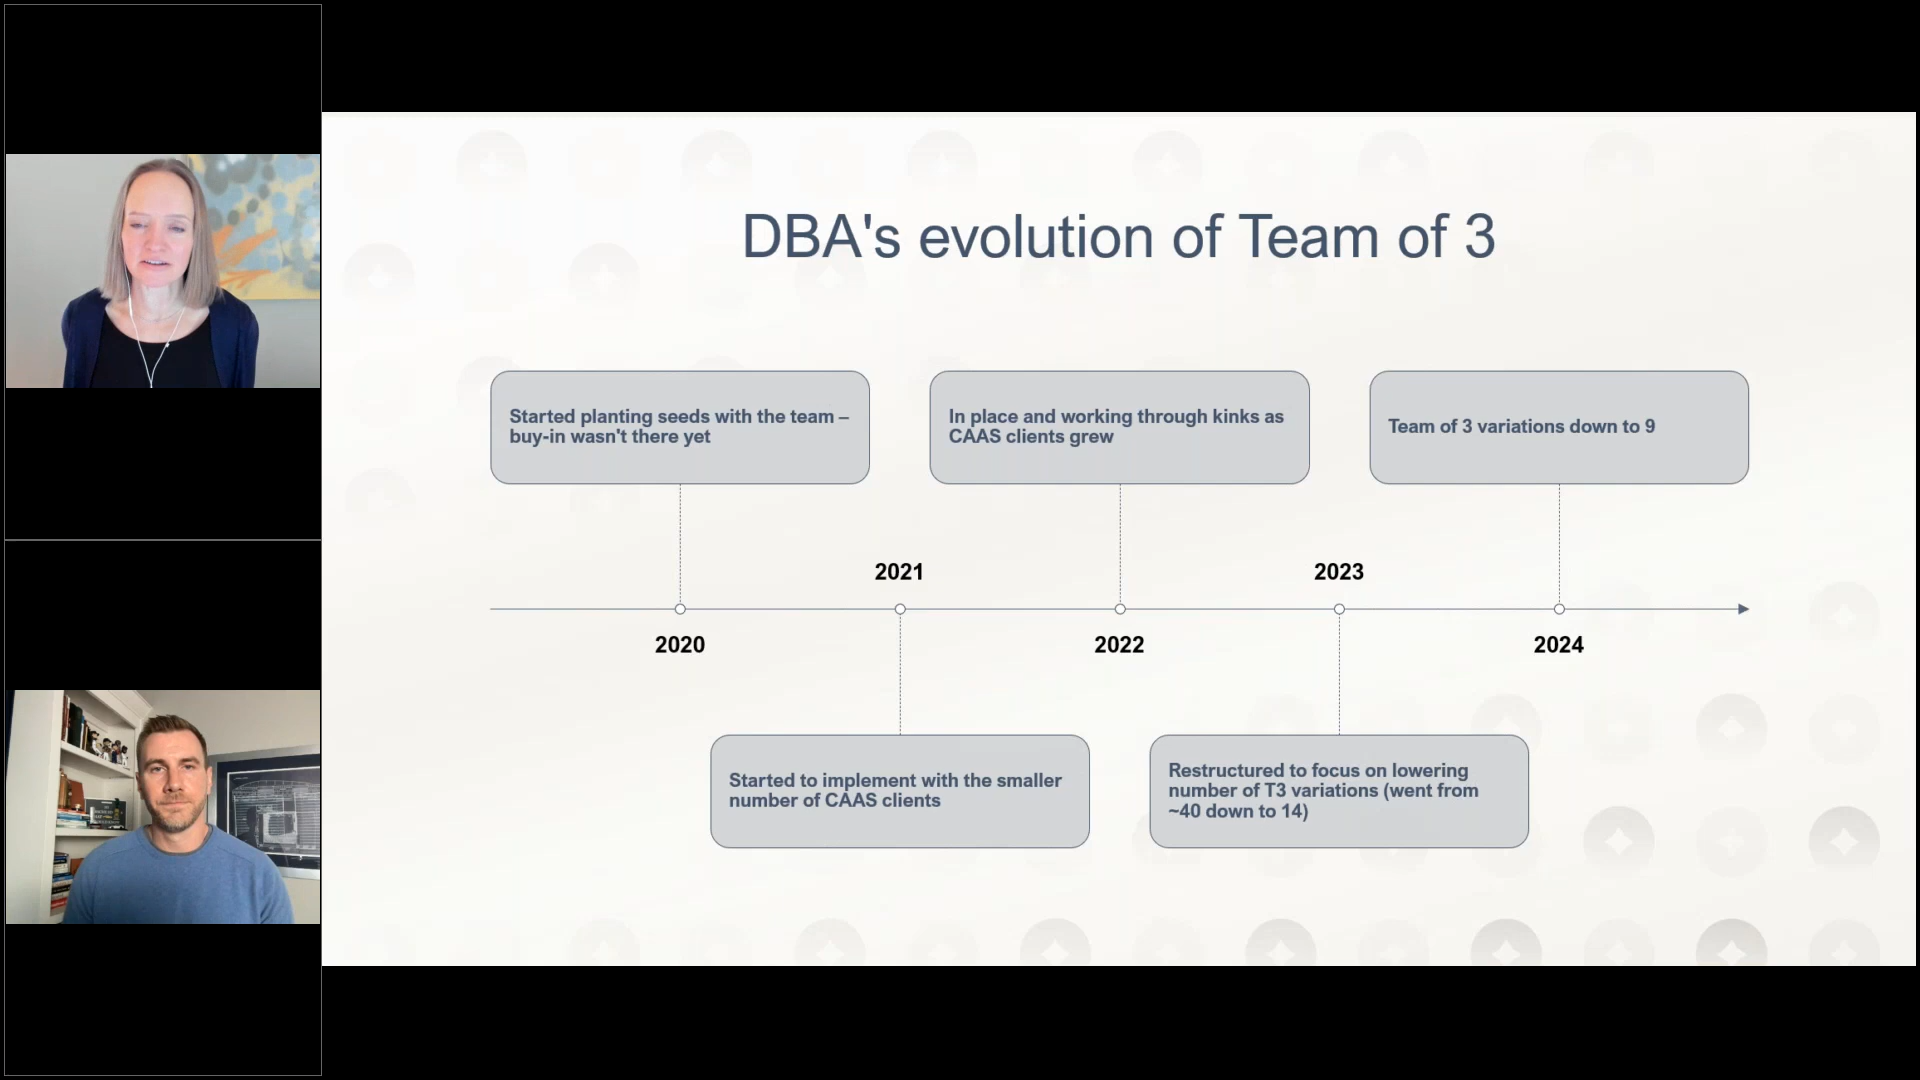 DBA's evolution of Team of 3
Started planting seeds with the team –
buy-in wasn't there yet
In place and working through kinks as
CAAS clients grew
Team of 3 variations down to 9
2021
2023
2020
2022
2024
Started to implement with the smaller
number of CAAS clients
Restructured to focus on lowering
number of T3 variations (went from
~40 down to 14)